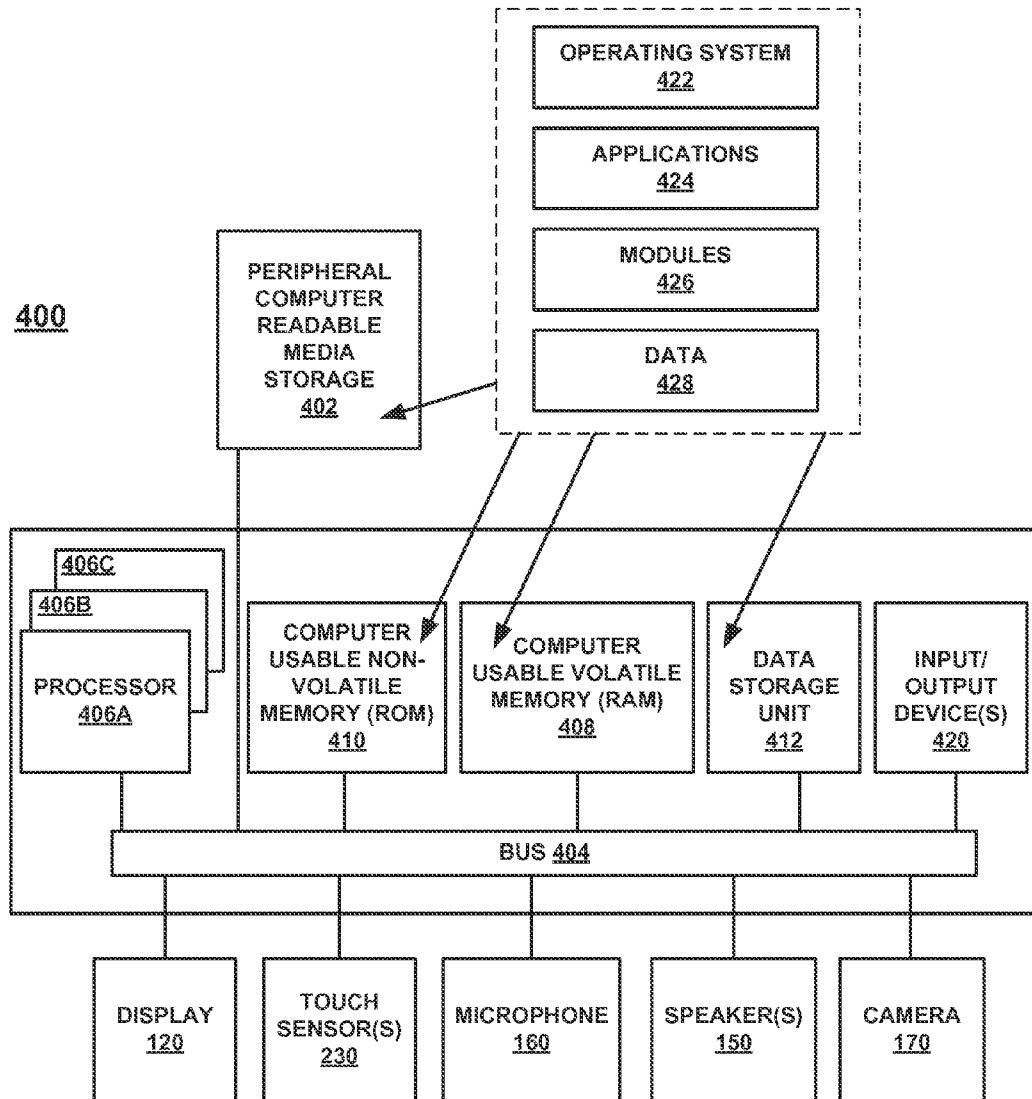 OPERATING SYSTEM
422
APPLICATIONS
424
MODULES
426
DATA
428
PERIPHERAL
COMPUTER
READABLE
MEDIA
STORAGE
402
400
406C
406B
PROCESSOR
406A
COMPUTER
USABLE NON-
VOLATILE
MEMORY (ROM)
410
COMPUTER
USABLE VOLATILE
MEMORY (RAM)
408
DATA
STORAGE
UNIT
412
INPUT/
OUTPUT
DEVICE(S)
420
BUS 404
DISPLAY
120
TOUCH
SENSOR(S)
230
MICROPHONE
160
SPEAKER(S)
150
CAMERA
170